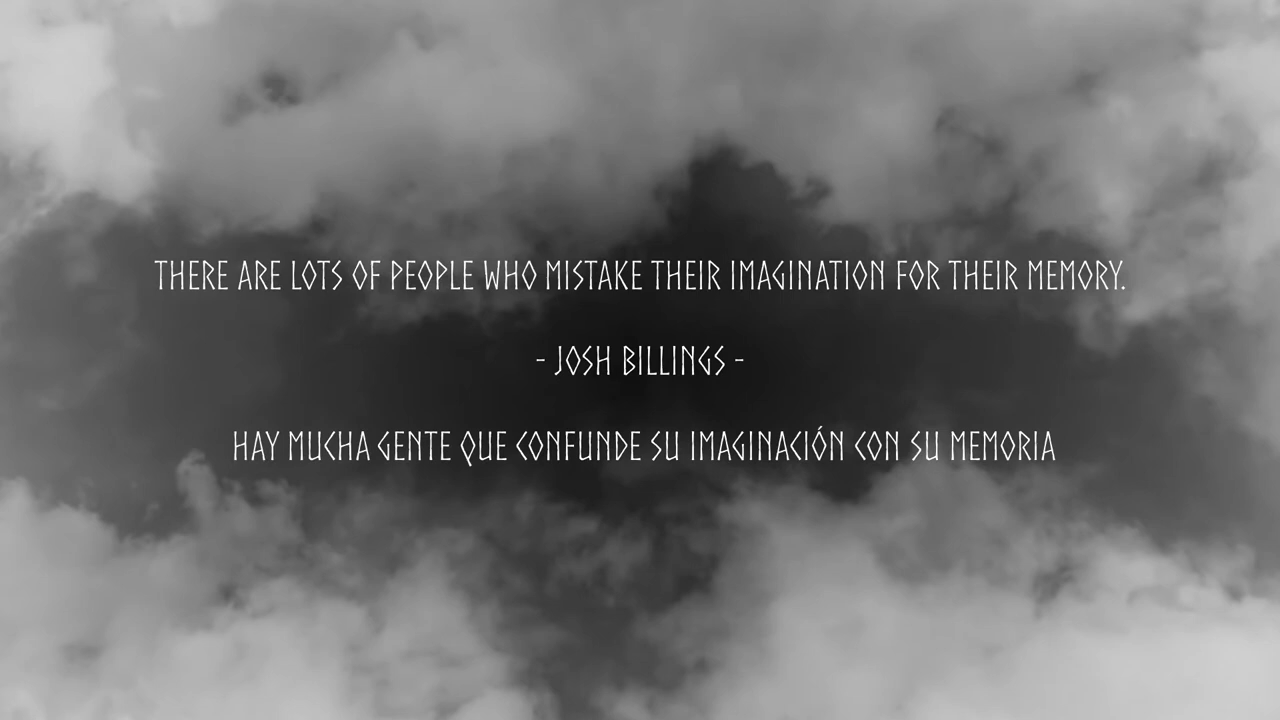 THERE ARE LOTS OF PEOPLE WHO MISTAKE THEIR IMAGINATION FOR THEIR MEMORY.
- JOSH BILLINGS -
HAY MUCHA GENTE QUE CONFUNDE SU IMAGINACIÓN CON SU MEMORIA